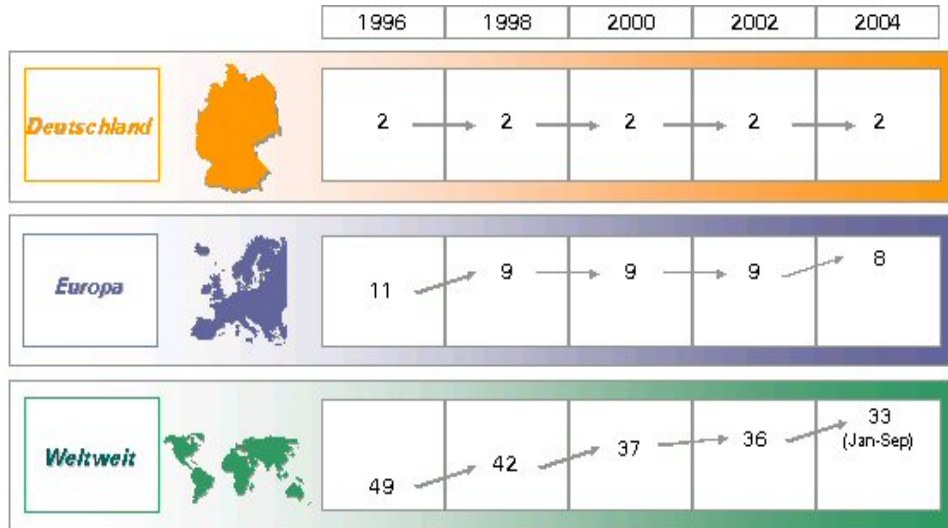 1996 1998 2000 2002 2004
Deutschland 2 2 2 2 2
Europa 11 9 9 9 8
Weltweit 49 42 37 36 33
(Jan-Sep)